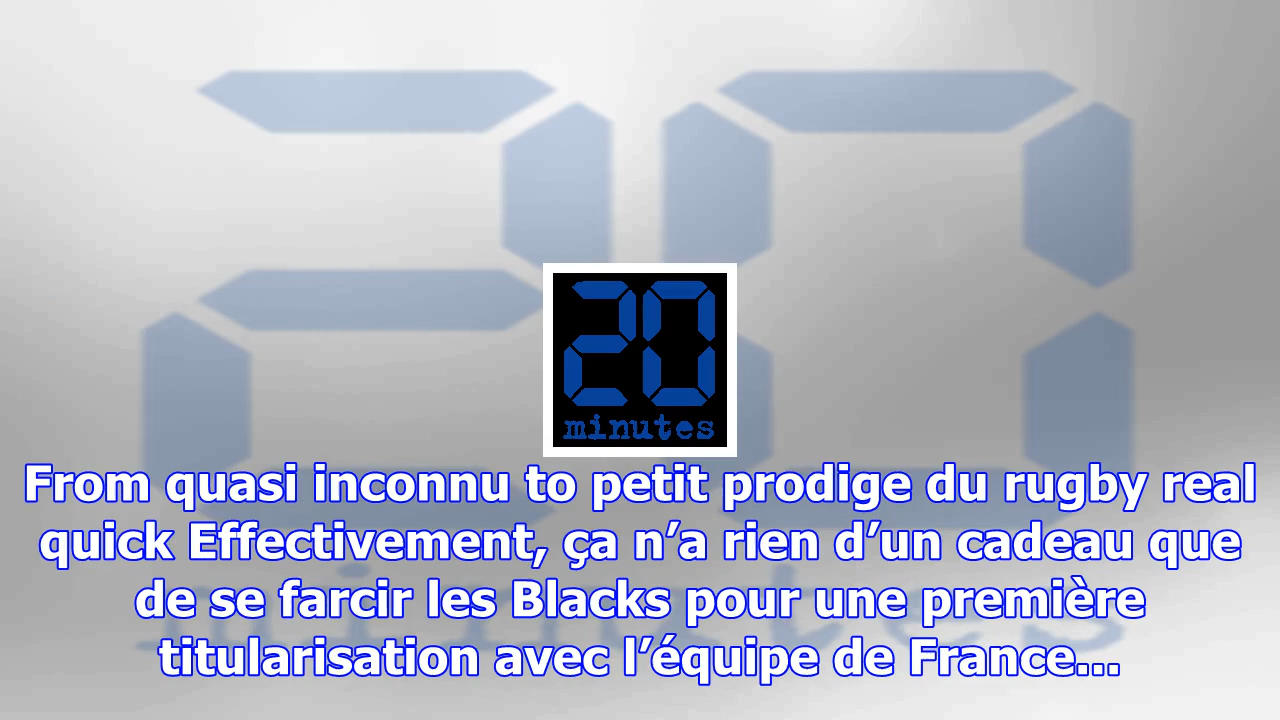 20
minutes
From quasi inconnu to petit prodige du rugby real
quick Effectivement, ça n’a rien d’un cadeau que
de se farcir les Blacks pour une première
titularisation avec l’équipe de France...